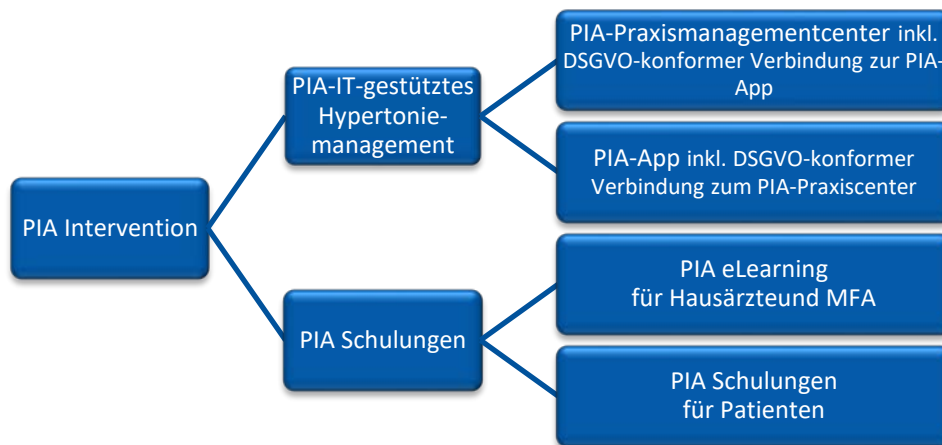 PIA Intervention
PIA-IT-gestütztes
Hypertonie-
management
PIA-Praxismanagementcenter inkl.
DSGVO-konformer Verbindung zur PIA-
App
PIA-App inkl. DSGVO-konformer
Verbindung zum PIA-Praxiscenter
PIA Schulungen
PIA eLearning
für Hausärzteund MFA
PIA Schulungen
für Patienten